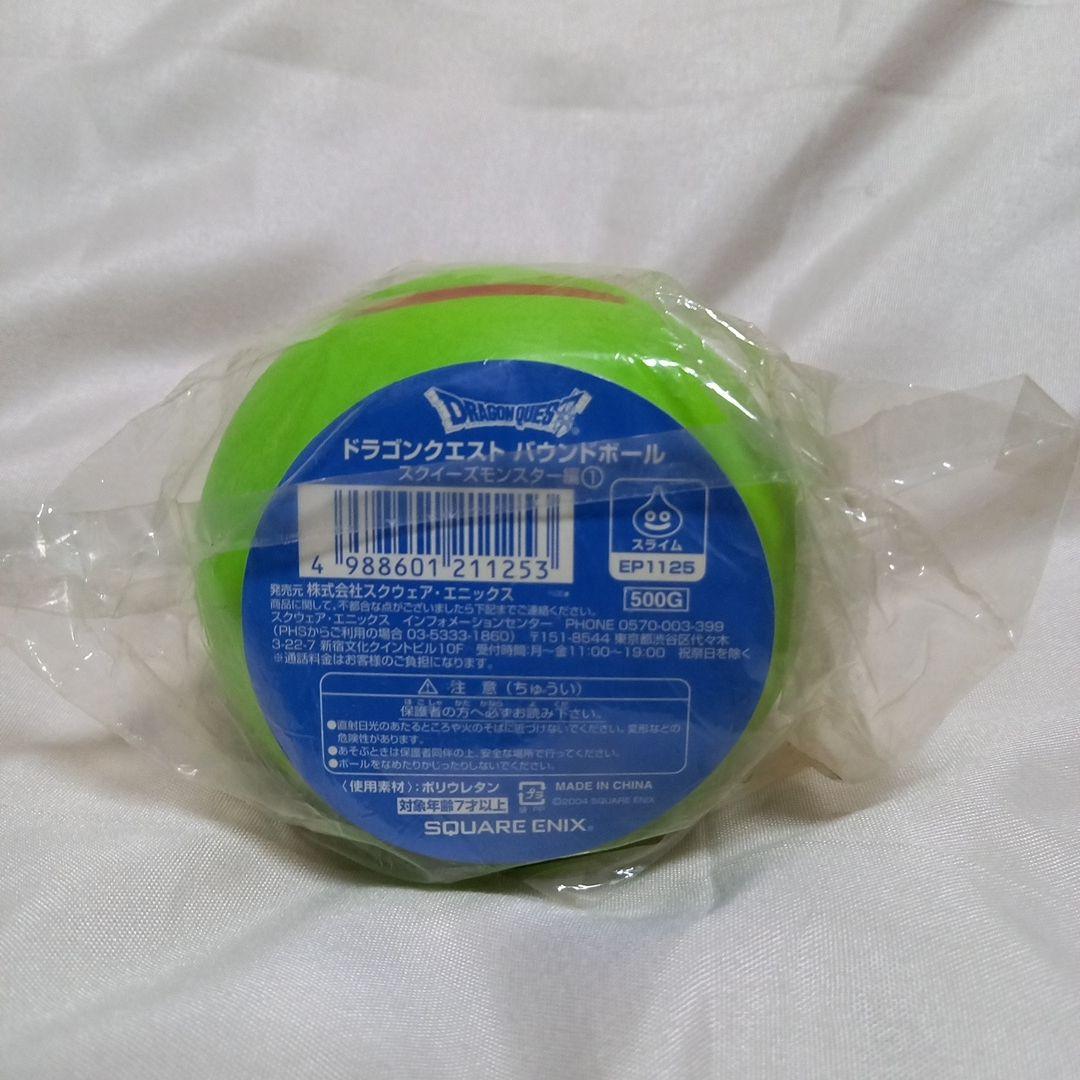 DRAGON QUEST
ドラゴンクエスト バウンドボール
スクイーズモンスター編①
4 988601 211253
スライム
EP1125
500G
発売元 株式会社スクウェア・エニックス
商品に関して、不都合な点がございましたら下記までご連絡ください。
スクウェア・エニックス インフォメーションセンター PHONE 0570-003-399
(PHSからご利用の場合 03-5333-1860) 〒151-8544 東京都渋谷区代々木
3-22-7 新宿文化クイントビル10F 受付時間:月〜金11:00〜19:00 祝祭日を除く
※通話料金はお客様のご負担になります。
⚠ 注 意(ちゅうい)
ほごしゃ かた かなら よ くだ
保護者の方へ必ずお読み下さい。
●直射日光のあたるところや火のそばに近づけないでください。変形などの
危険性があります。
●あそぶときは保護者同伴の上、安全な場所で行ってください。
●ボールをなめたりかじったりしないでください。
〈使用素材〉:ポリウレタン
対象年齢7才以上
プラ
袋:PP
MADE IN CHINA
©2004 SQUARE ENIX
SQUARE ENIX®